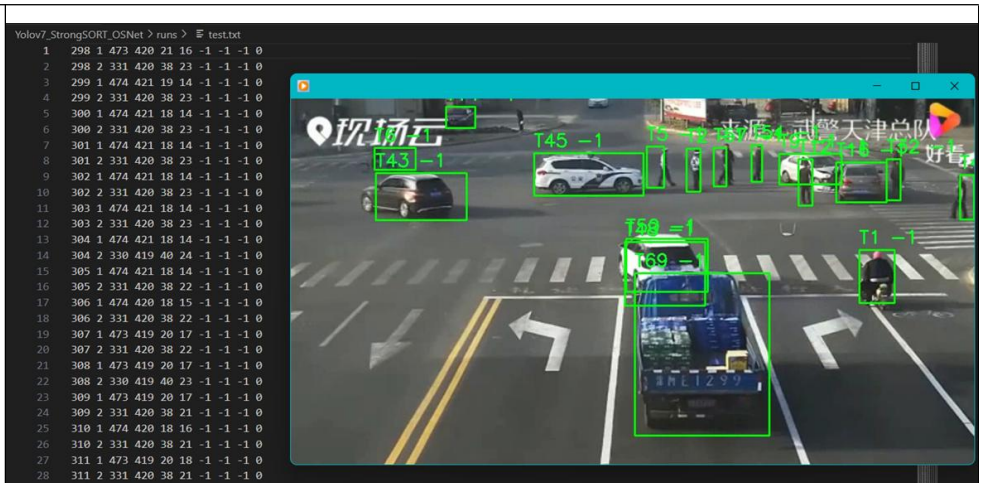 Yolov7_StrongSORT_OSNet > runs > test.txt
1 298 1 473 420 21 16 -1 -1 -1 0
2 298 2 331 420 38 23 -1 -1 -1 0
3 299 1 474 421 19 14 -1 -1 -1 0
4 299 2 331 420 38 23 -1 -1 -1 0
5 300 1 474 421 18 14 -1 -1 -1 0
6 300 2 331 420 38 23 -1 -1 -1 0
7 301 1 474 421 18 14 -1 -1 -1 0
8 301 2 331 420 38 23 -1 -1 -1 0
9 302 1 474 421 18 14 -1 -1 -1 0
10 302 2 331 420 38 23 -1 -1 -1 0
11 303 1 474 421 18 14 -1 -1 -1 0
12 303 2 331 420 38 23 -1 -1 -1 0
13 304 1 474 421 18 14 -1 -1 -1 0
14 304 2 330 419 40 24 -1 -1 -1 0
15 305 1 474 421 18 14 -1 -1 -1 0
16 305 2 331 420 38 22 -1 -1 -1 0
17 306 1 474 420 18 15 -1 -1 -1 0
18 306 2 331 420 38 22 -1 -1 -1 0
19 307 1 473 419 20 17 -1 -1 -1 0
20 307 2 331 420 38 22 -1 -1 -1 0
21 308 1 473 419 20 17 -1 -1 -1 0
22 308 2 330 419 40 23 -1 -1 -1 0
23 309 1 473 419 20 17 -1 -1 -1 0
24 309 2 331 420 38 21 -1 -1 -1 0
25 310 1 474 420 18 16 -1 -1 -1 0
26 310 2 331 420 38 21 -1 -1 -1 0
27 311 1 473 419 20 18 -1 -1 -1 0
28 311 2 331 420 38 21 -1 -1 -1 0
现场云
天津总队
好看
T43 -1
T45 -1
T69 -1
T1 -1
ME1299